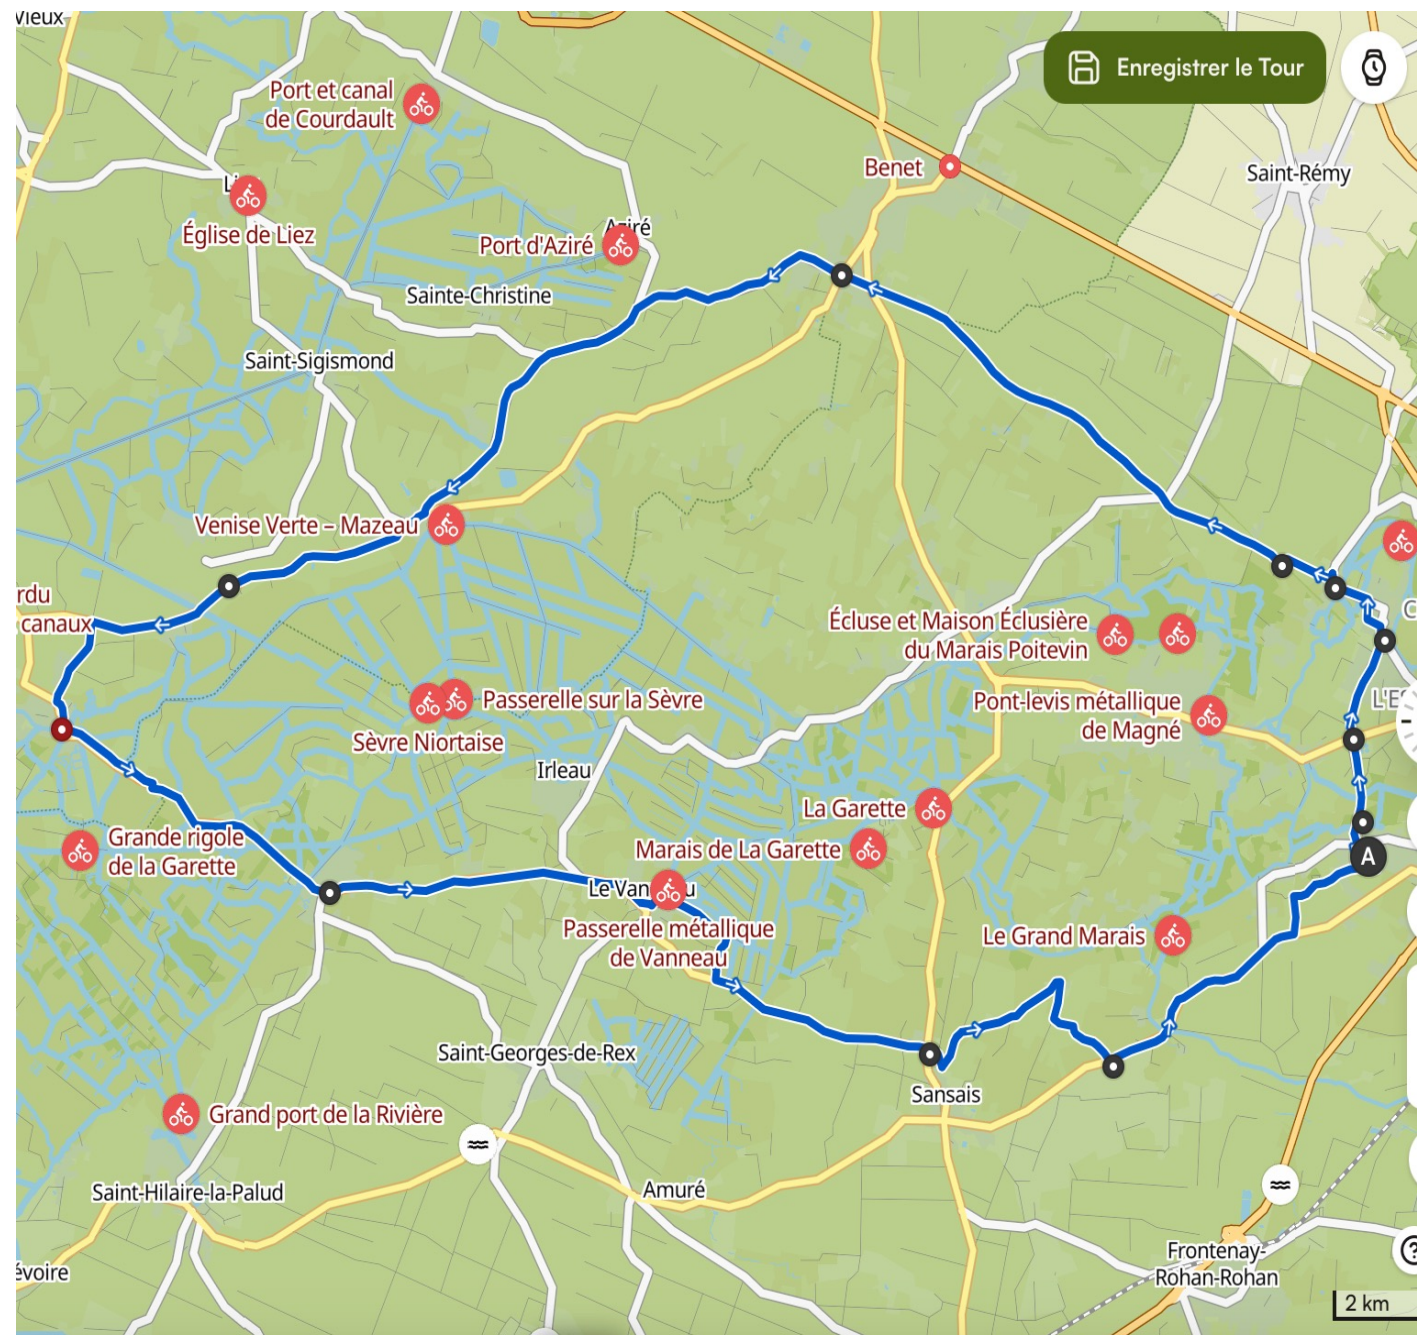 Vieux
Enregistrer le Tour
Port et canal
de Courdault
Benet
Saint-Rémy
Église de Liez
Port d'Aziré
Aziré
Sainte-Christine
Saint-Sigismond
Venise Verte – Mazeau
rdu
canaux
Écluse et Maison Éclusière
du Marais Poitevin
Passerelle sur la Sèvre
Sèvre Niortaise
Pont-levis métallique
de Magné
L'ES
Irleau
La Garette
Marais de La Garette
Grande rigole
de la Garette
A
Passerelle métallique
de Vanneau
Le Grand Marais
Saint-Georges-de-Rex
Sansais
Grand port de la Rivière
Saint-Hilaire-la-Palud
Amuré
évoire
Frontenay-
Rohan-Rohan
2 km